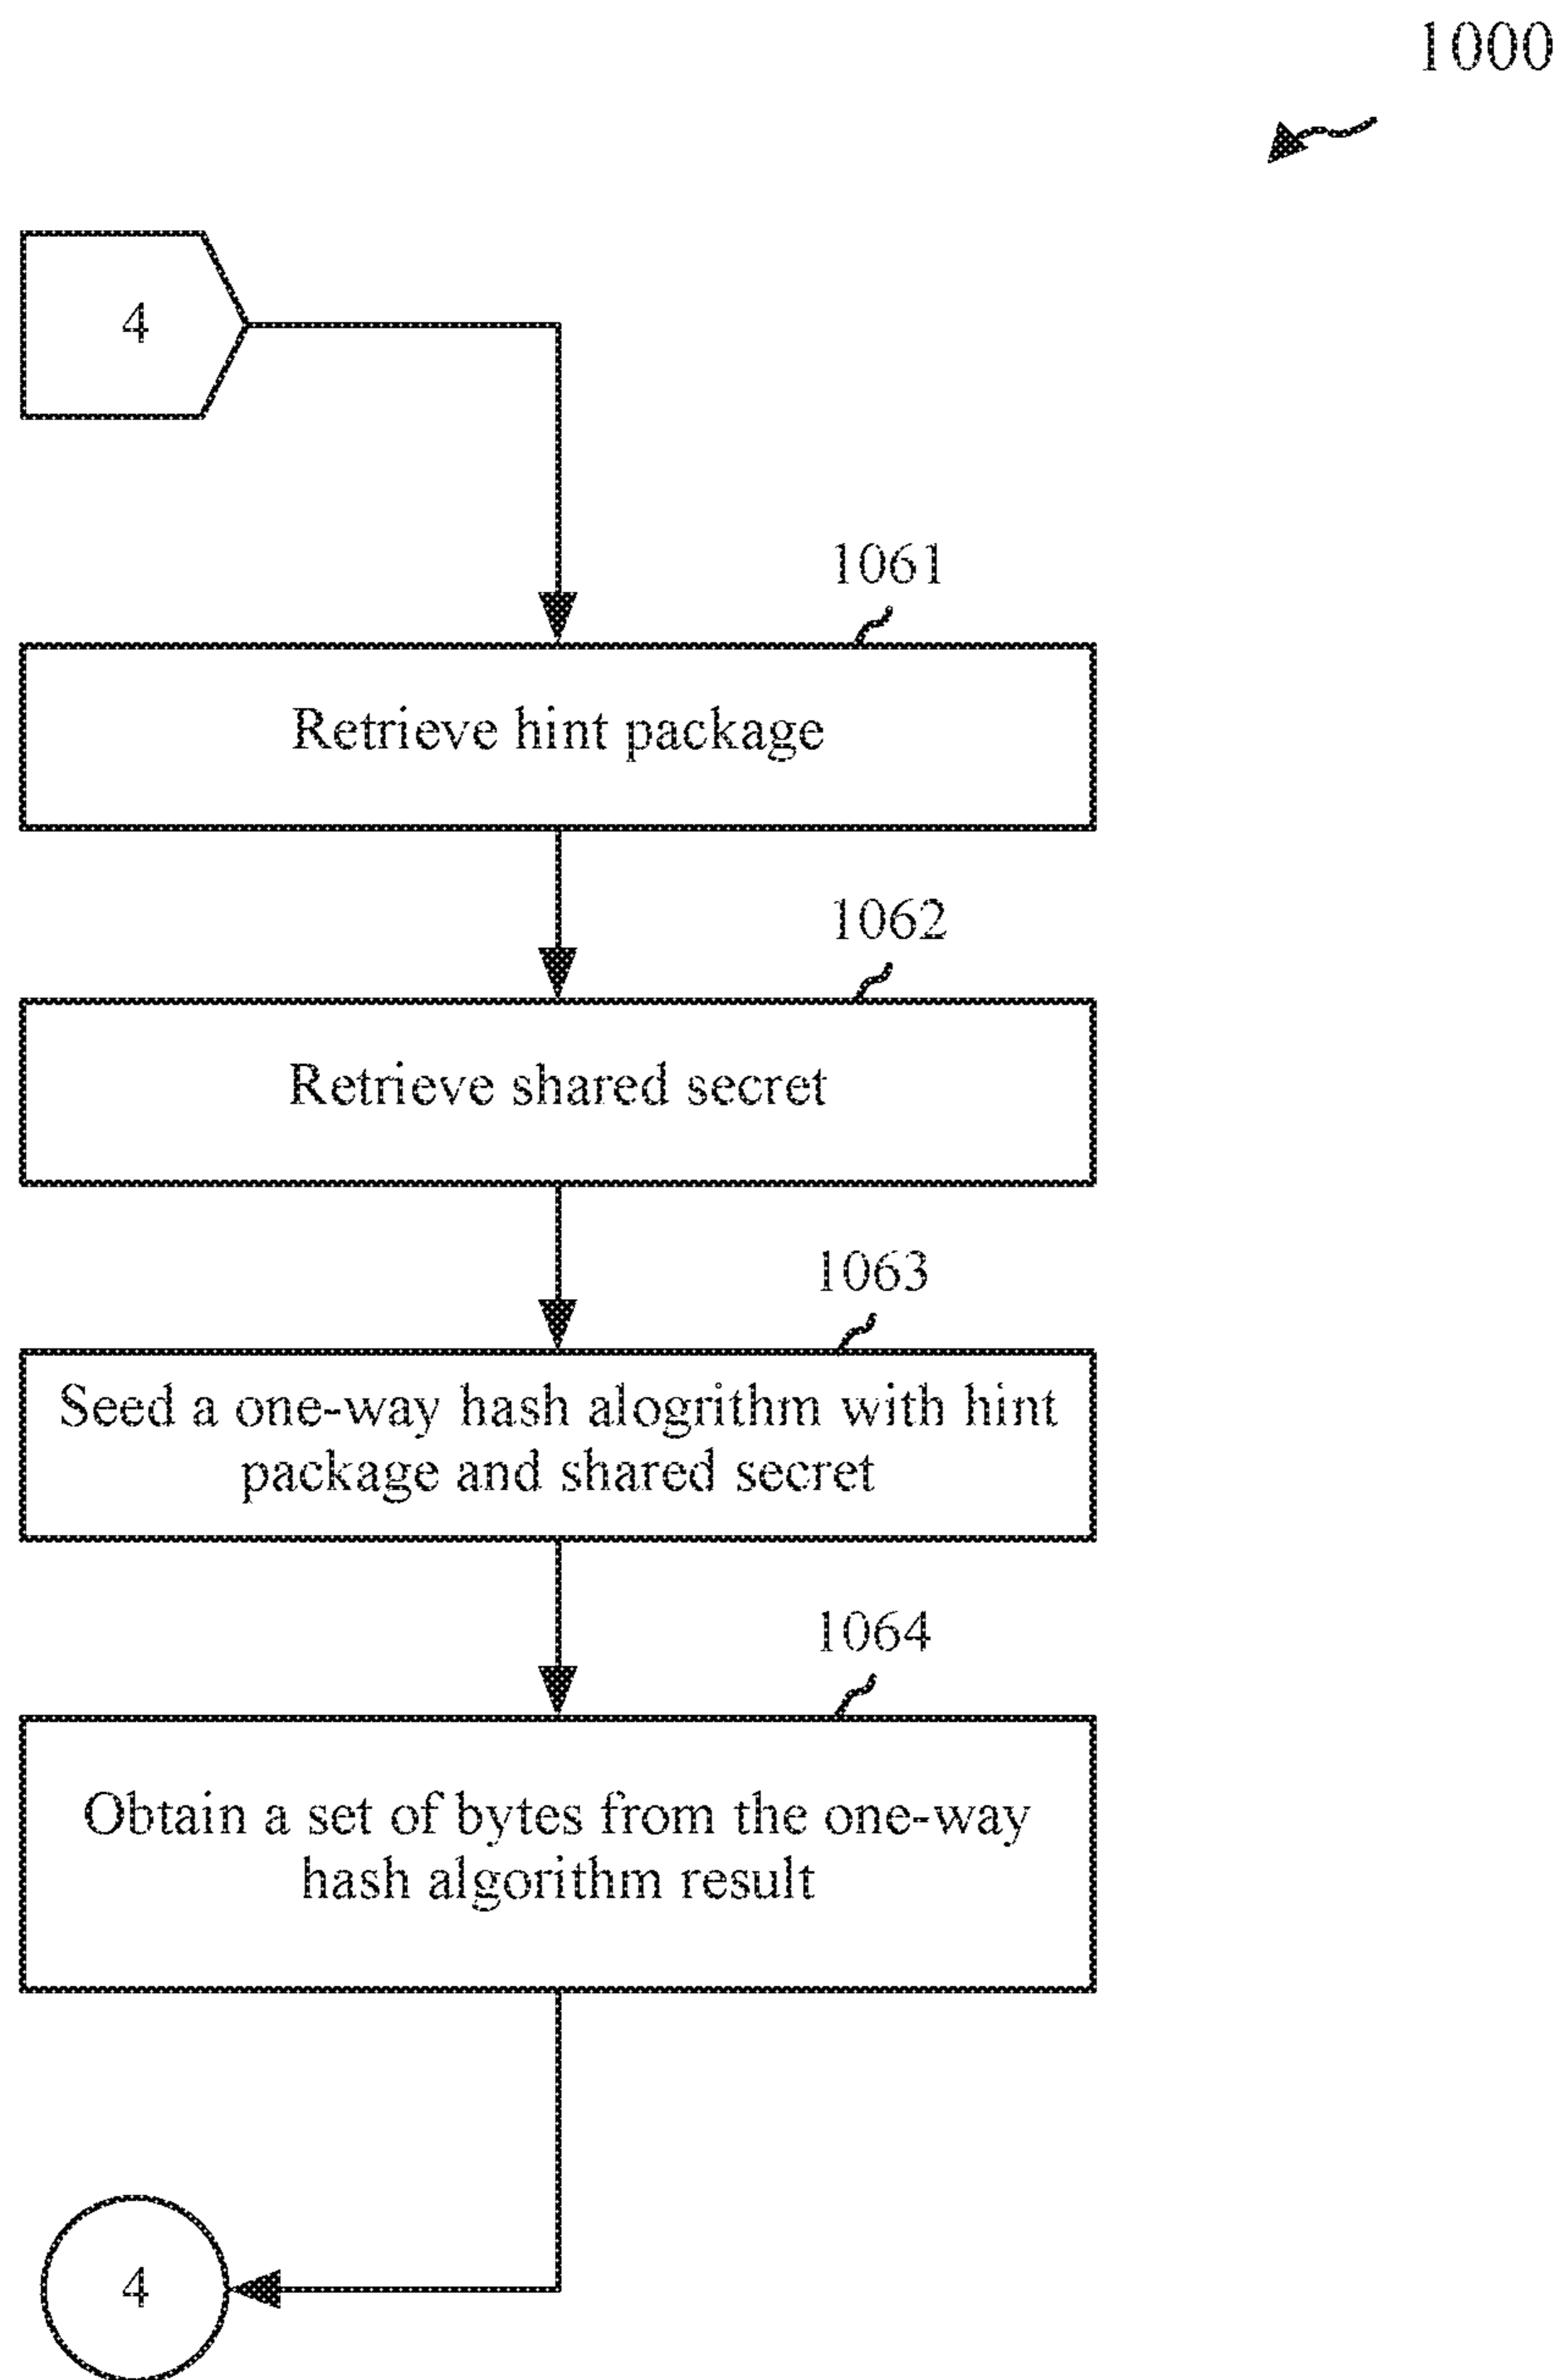 1000
4
1061
Retrieve hint package
1062
Retrieve shared secret
1063
Seed a one-way hash alogrithm with hint
package and shared secret
1064
Obtain a set of bytes from the one-way
hash algorithm result
4